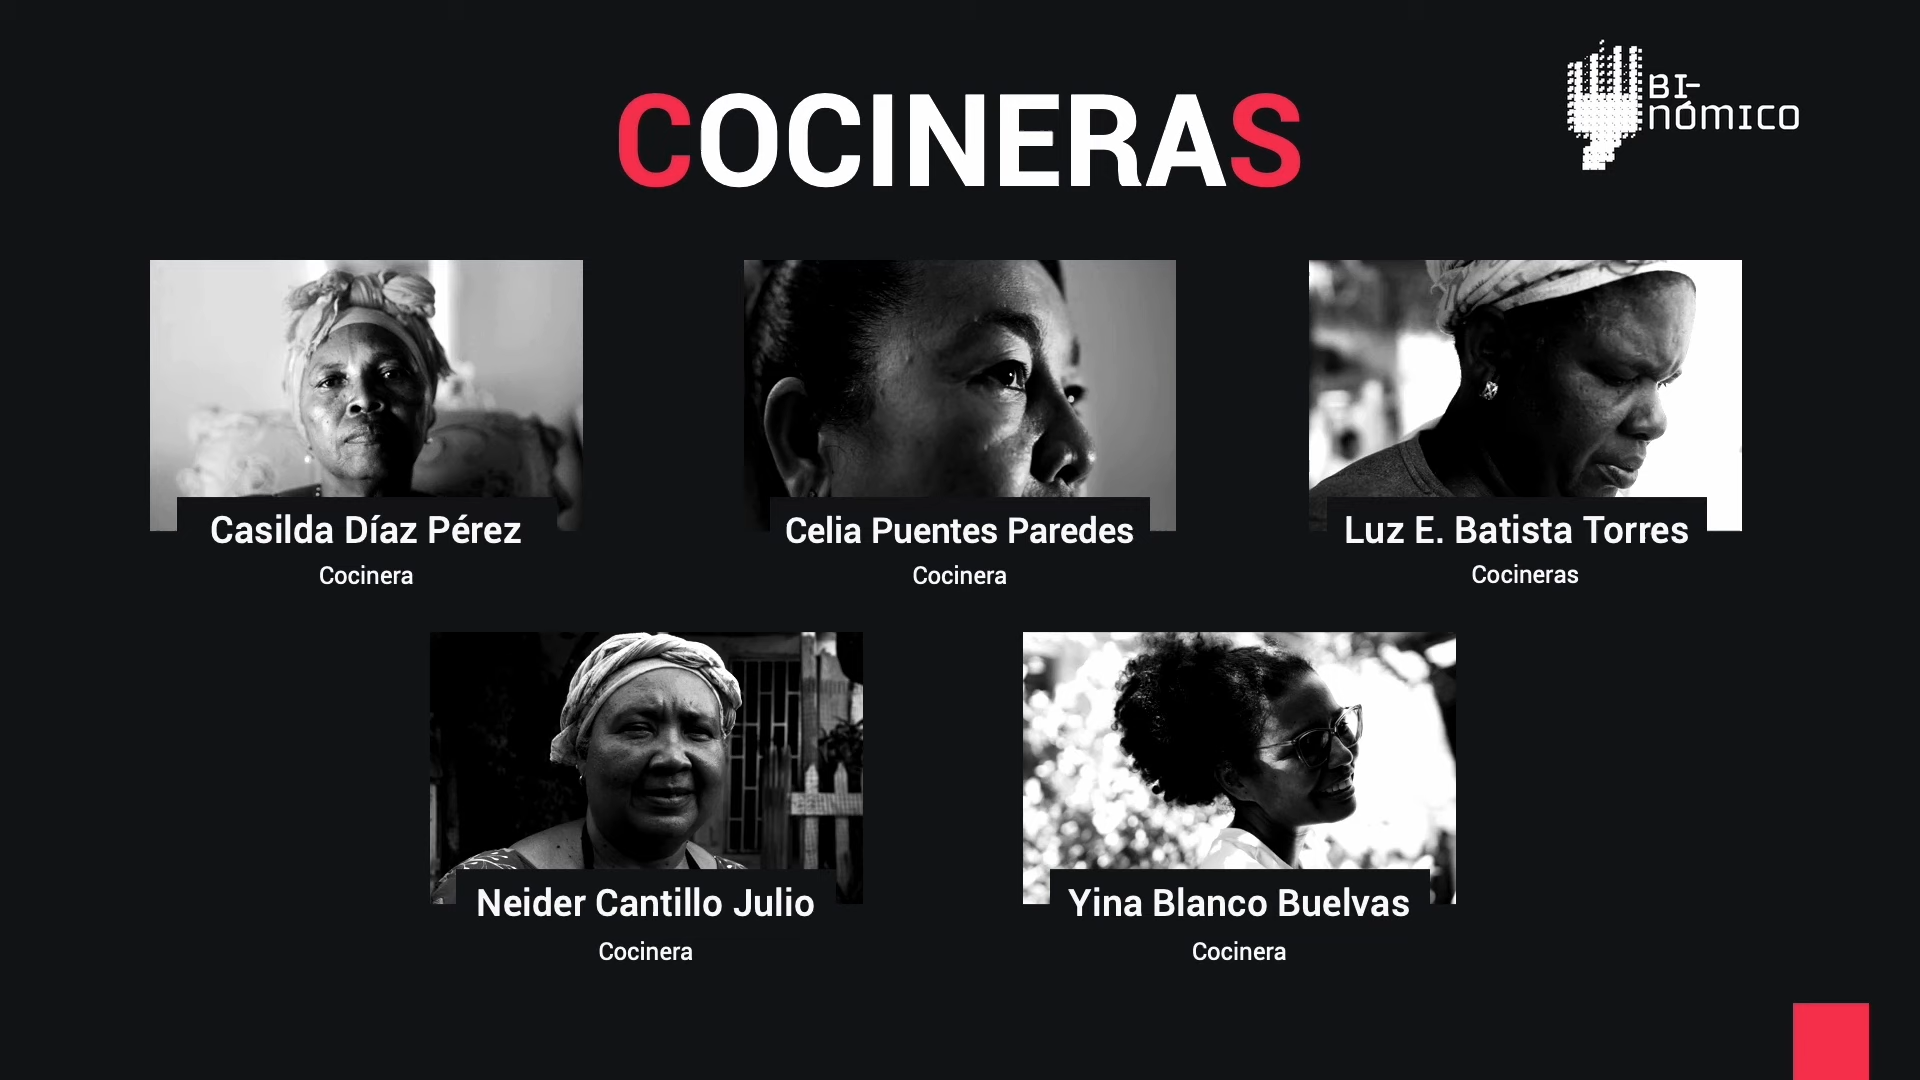 COCINERAS
BI-
NÓMICO
Casilda Díaz Pérez
Cocinera
Celia Puentes Paredes
Cocinera
Luz E. Batista Torres
Cocineras
Neider Cantillo Julio
Cocinera
Yina Blanco Buelvas
Cocinera